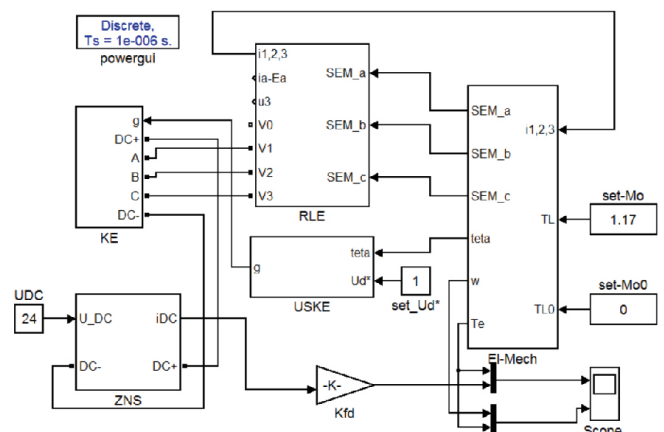 Discrete,
Ts = 1e-006 s.
powergui
i1,2,3
ia-Ea
u3
V0
V1
V2
V3
SEM_a
SEM_b
SEM_c
RLE
g
DC+
A
B
C
DC-
KE
SEM_a
SEM_b
SEM_c
teta
w
Te
i1,2,3
TL
TL0
El-Mech
set-Mo
1.17
set-Mo0
0
g
teta
Ud*
USKE
1
set_Ud*
UDC
24
U_DC
iDC
DC-
DC+
ZNS
-K-
Kfd
Scope